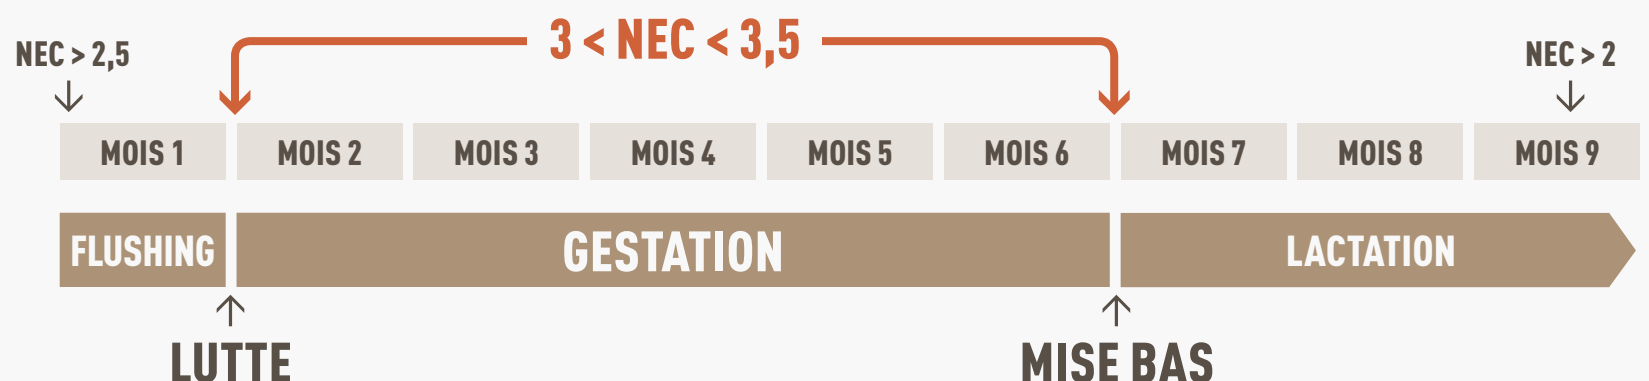 3 < NEC < 3,5
NEC > 2,5
NEC > 2
MOIS 1 MOIS 2 MOIS 3 MOIS 4 MOIS 5 MOIS 6 MOIS 7 MOIS 8 MOIS 9
FLUSHING GESTATION LACTATION
LUTTE MISE BAS